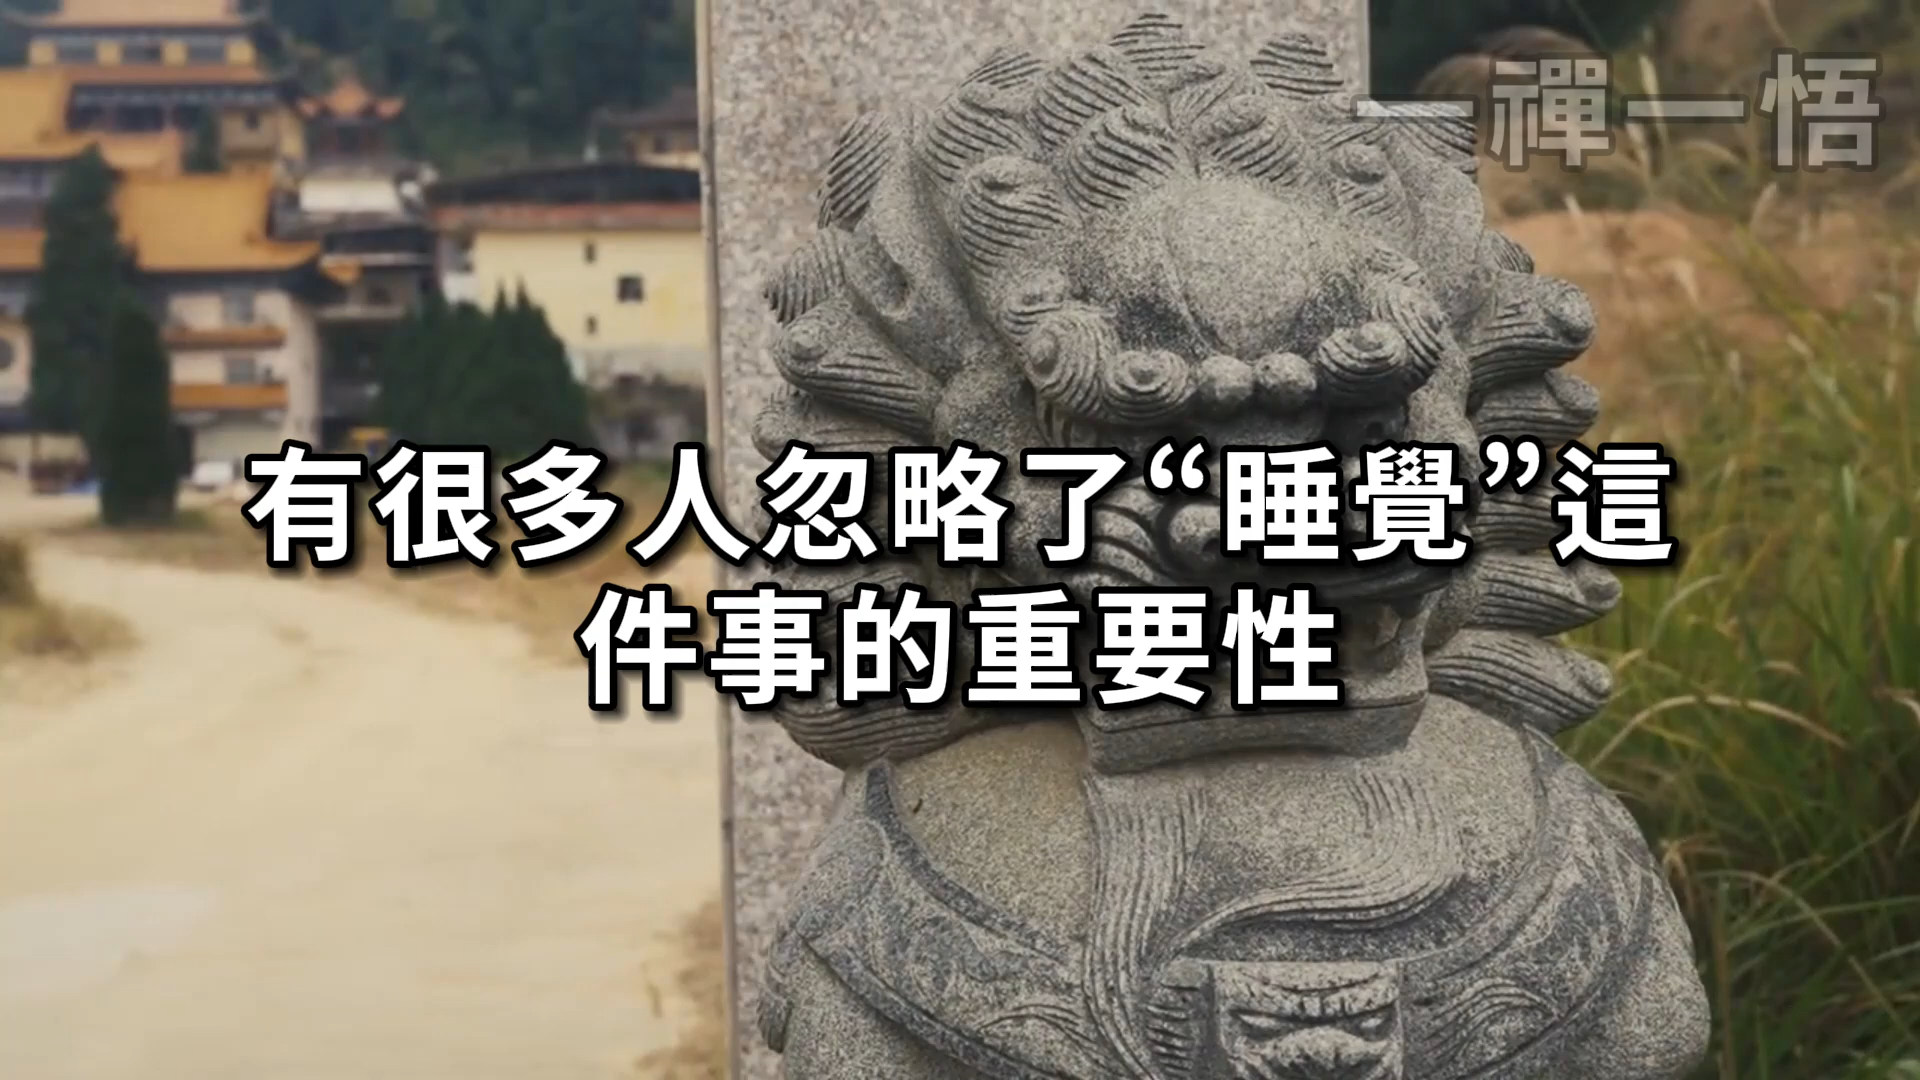 一禪一悟
有很多人忽略了“睡覺”這
件事的重要性